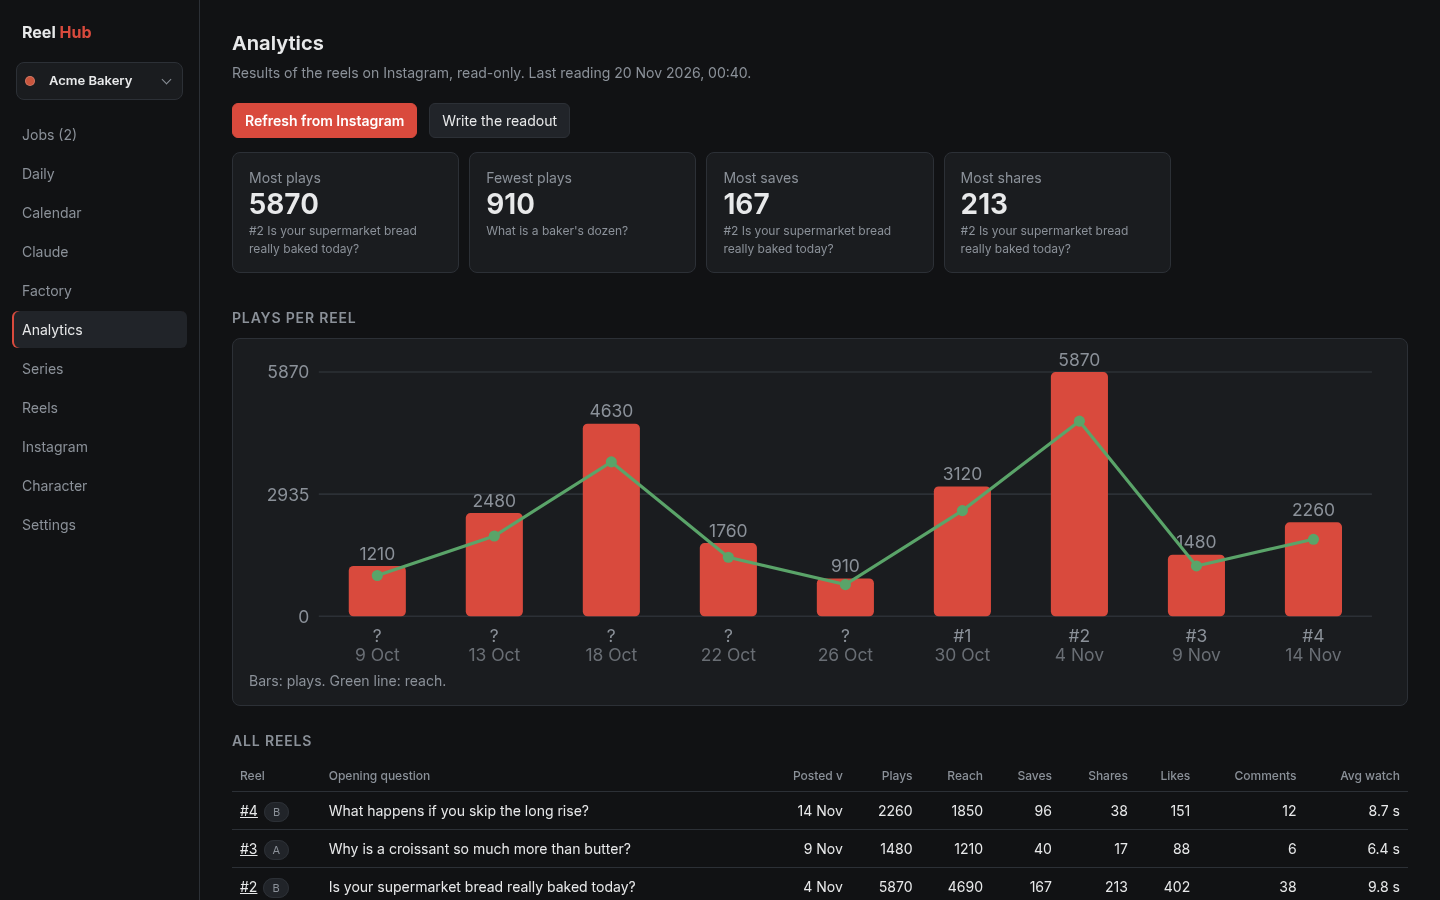 Reel Hub
Acme Bakery
Jobs (2)
Daily
Calendar
Claude
Factory
Analytics
Series
Reels
Instagram
Character
Settings
Analytics
Results of the reels on Instagram, read-only. Last reading 20 Nov 2026, 00:40.
Refresh from Instagram
Write the readout
Most plays
5870
#2 Is your supermarket bread
really baked today?
Fewest plays
910
What is a baker's dozen?
Most saves
167
#2 Is your supermarket bread
really baked today?
Most shares
213
#2 Is your supermarket bread
really baked today?
PLAYS PER REEL
5870
2935
0
1210
2480
4630
1760
910
3120
5870
1480
2260
? ? ? ? ? #1 #2 #3 #4
9 Oct 13 Oct 18 Oct 22 Oct 26 Oct 30 Oct 4 Nov 9 Nov 14 Nov
Bars: plays. Green line: reach.
ALL REELS
Reel Opening question Posted v Plays Reach Saves Shares Likes Comments Avg watch
#4 B What happens if you skip the long rise? 14 Nov 2260 1850 96 38 151 12 8.7 s
#3 A Why is a croissant so much more than butter? 9 Nov 1480 1210 40 17 88 6 6.4 s
#2 B Is your supermarket bread really baked today? 4 Nov 5870 4690 167 213 402 38 9.8 s